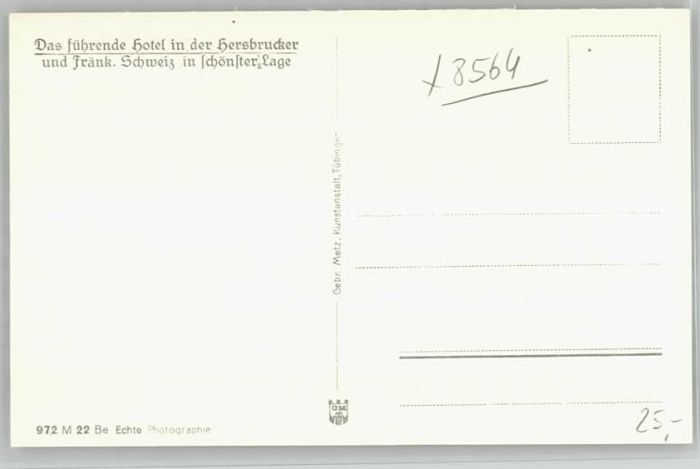 Das führende Hotel in der Hersbrucker
und Fränk. Schweiz in schönster Lage
x 8564
Gebr. Metz, Kunstanstalt, Tübingen
972 M 22 Be Echte Photographie
25,-